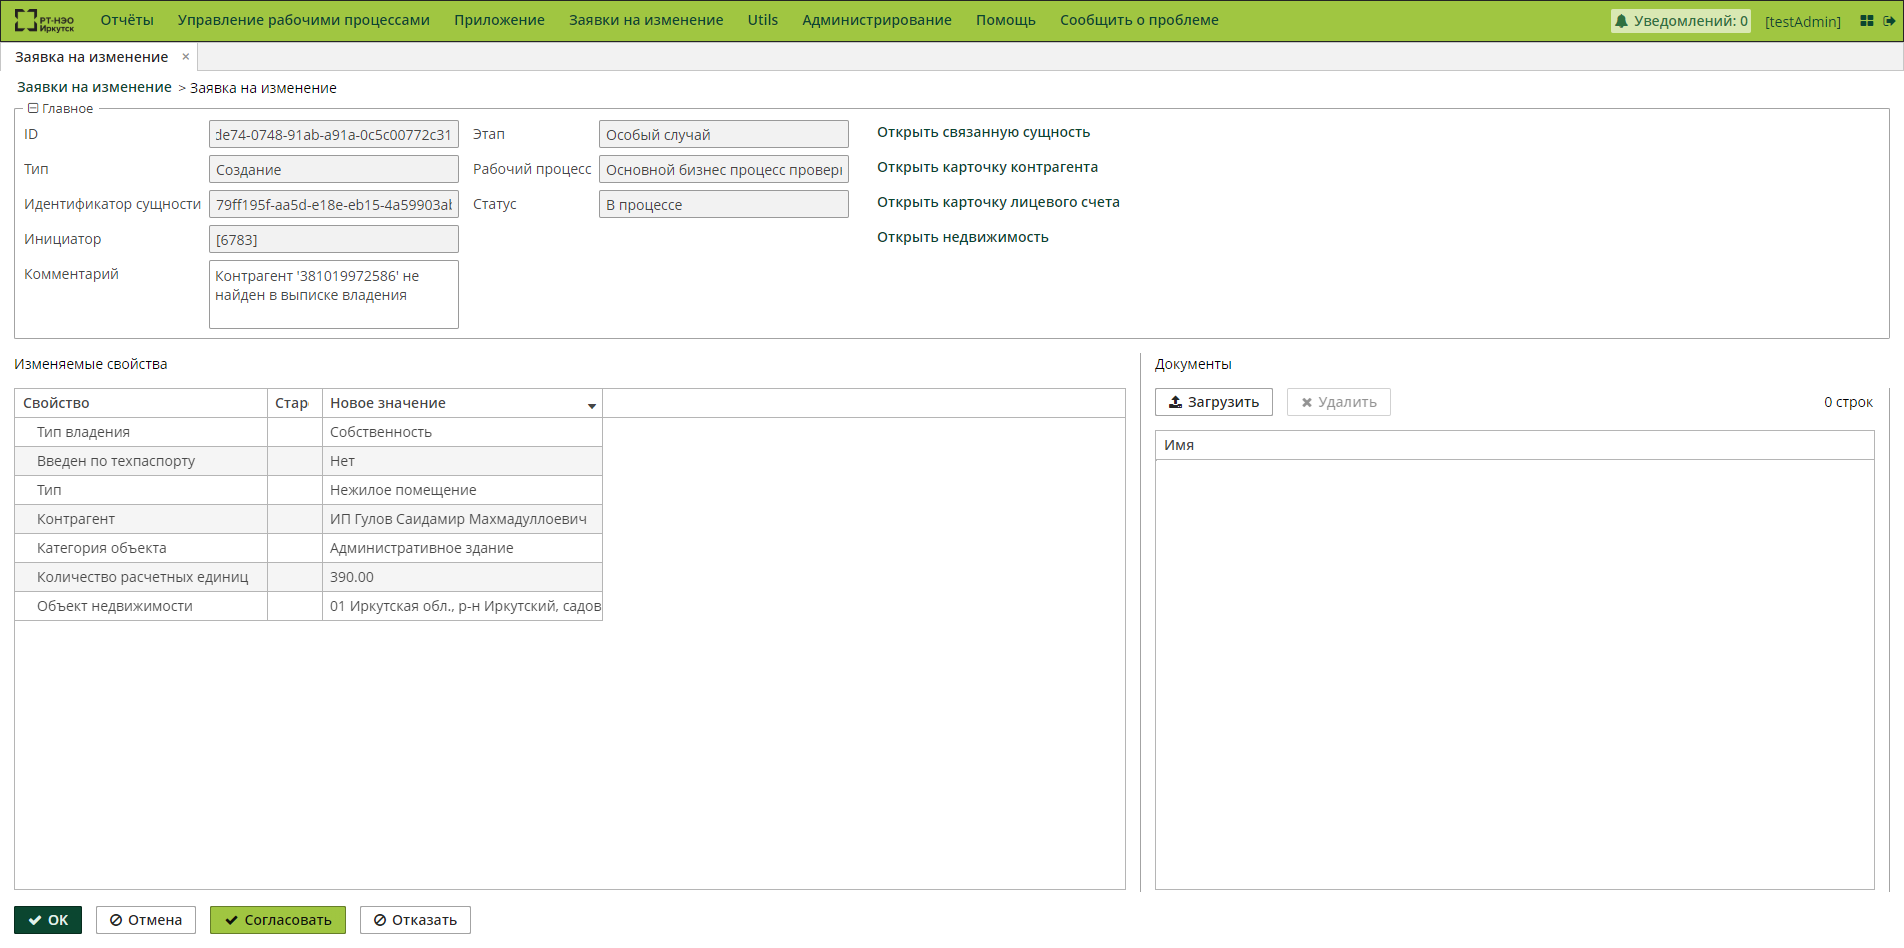 РТ-НЭО Иркутск Отчёты Управление рабочими процессами Приложение Заявки на изменение Utils Администрирование Помощь Сообщить о проблеме Уведомлений: 0 [testAdmin]
Заявка на изменение ×
Заявки на изменение > Заявка на изменение
Главное
ID de74-0748-91ab-a91a-0c5c00772c31 Этап Особый случай Открыть связанную сущность
Тип Создание Рабочий процесс Основной бизнес процесс Открыть карточку контрагента
Идентификатор сущности 79ff195f-aa5d-e18e-eb15-4a59903a Статус В процессе Открыть карточку лицевого счета
Инициатор [6783] Открыть недвижимость
Комментарий Контрагент '381019972586' не
найден в выписке владения
Изменяемые свойства Документы
Загрузить Удалить 0 строк
Свойство Стар Новое значение
Имя
Тип владения Собственность
Введен по техпаспорту Нет
Тип Нежилое помещение
Контрагент ИП Гулов Саидамир Махмадуллоевич
Категория объекта Административное здание
Количество расчетных единиц 390.00
Объект недвижимости 01 Иркутская обл., р-н Иркутский, садов
OK Отмена Согласовать Отказать